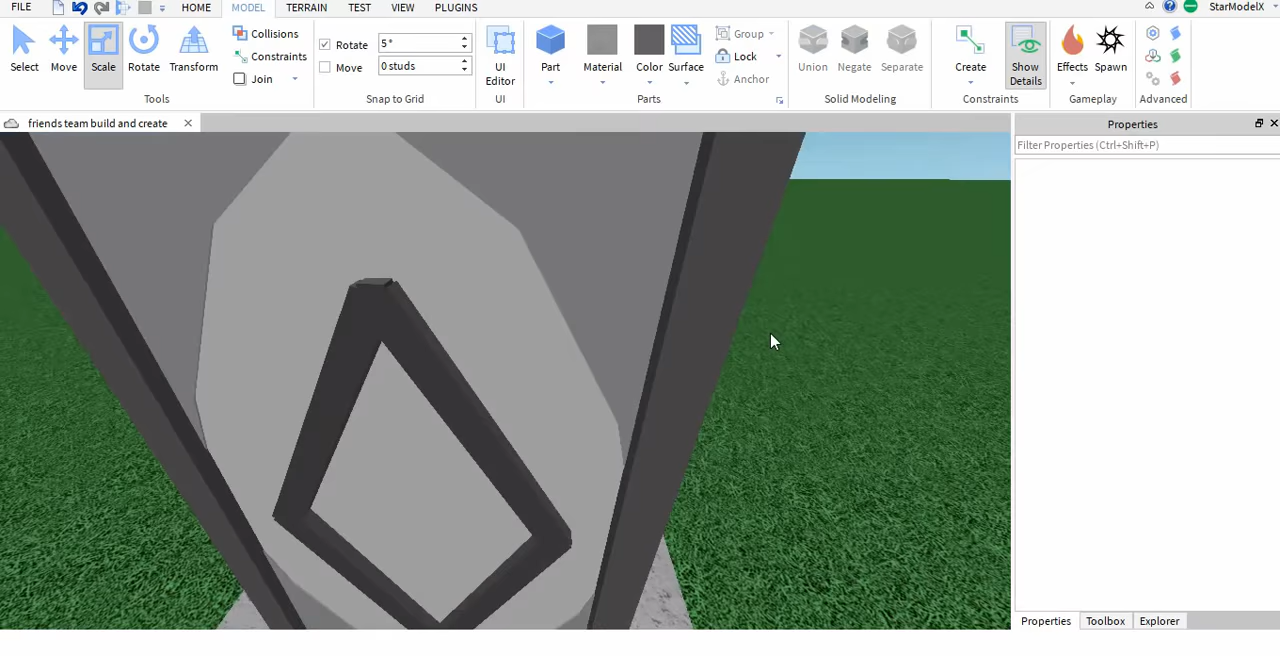 FILE HOME MODEL TERRAIN TEST VIEW PLUGINS StarModelX
Select Move Scale Rotate Transform Collisions Constraints Join Rotate 5° Move 0 studs UI Editor Part Material Color Surface Group Lock Anchor Union Negate Separate Create Show Details Effects Spawn
Tools Snap to Grid UI Parts Solid Modeling Constraints Gameplay Advanced
friends team build and create Properties
Filter Properties (Ctrl+Shift+P)
Properties Toolbox Explorer